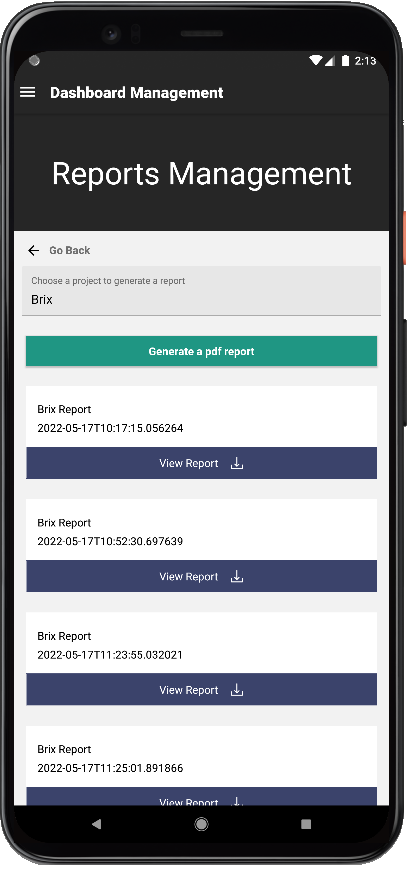 2:13
Dashboard Management
Reports Management
Go Back
Choose a project to generate a report
Brix
Generate a pdf report
Brix Report
2022-05-17T10:17:15.056264
View Report
Brix Report
2022-05-17T10:52:30.697639
View Report
Brix Report
2022-05-17T11:23:55.032021
View Report
Brix Report
2022-05-17T11:25:01.891866
View Report